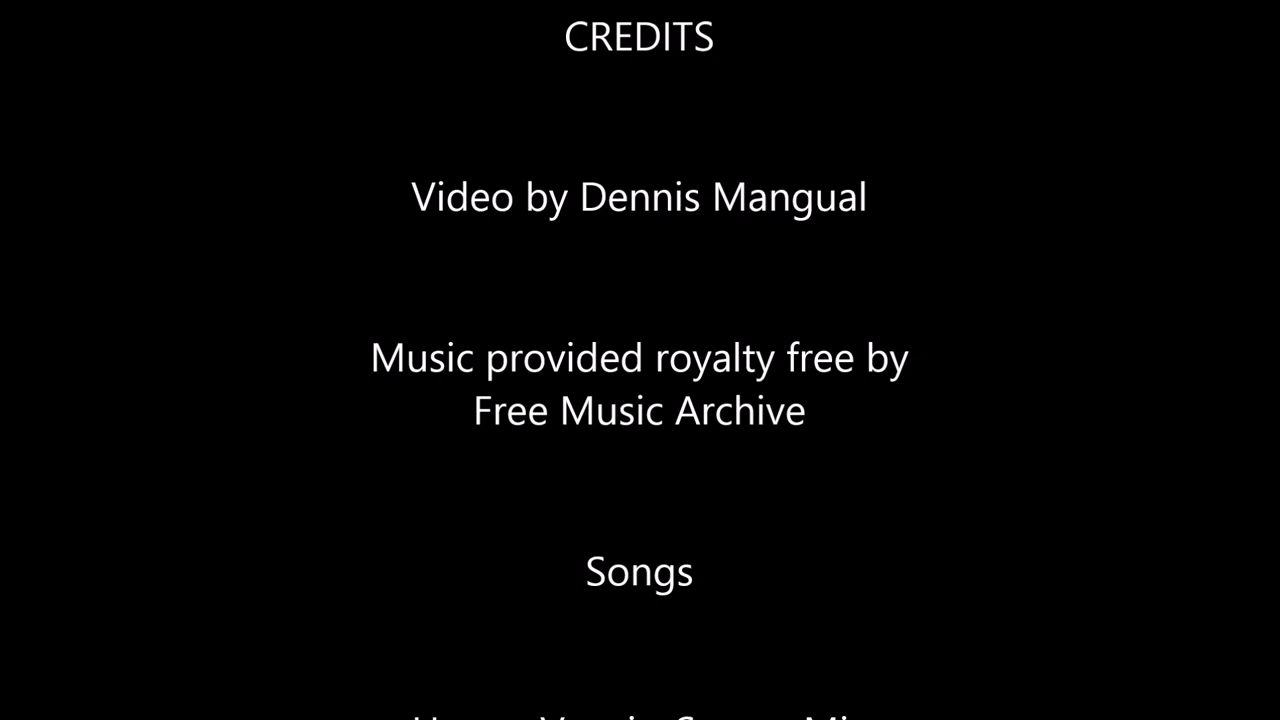 CREDITS
Video by Dennis Mangual
Music provided royalty free by
Free Music Archive
Songs